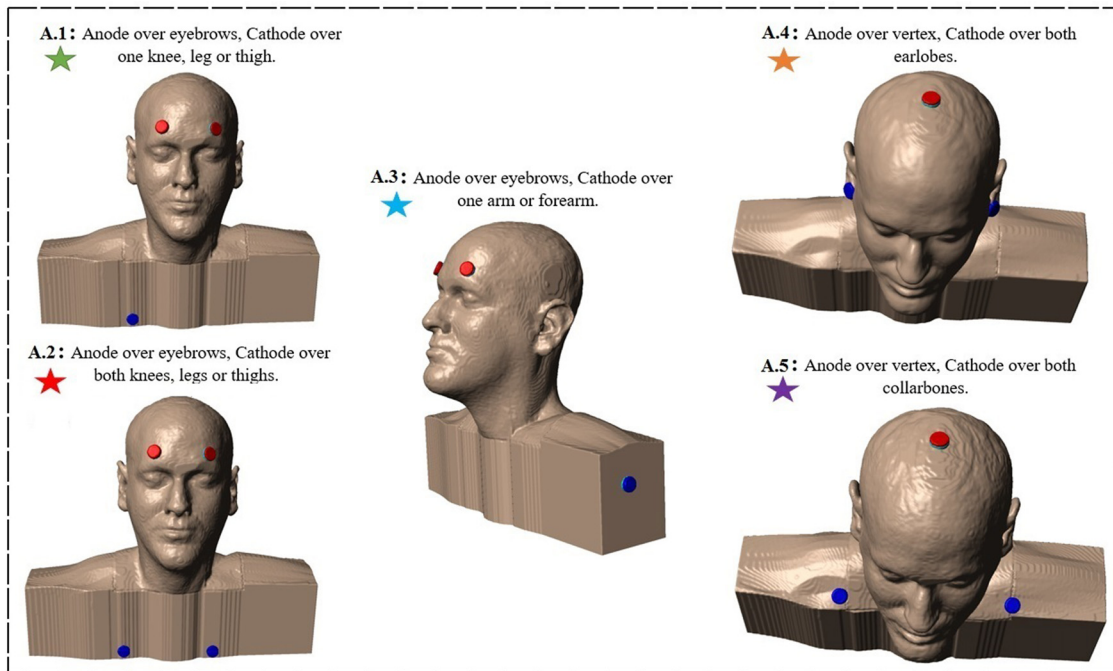 A.1: Anode over eyebrows, Cathode over
one knee, leg or thigh.
A.2: Anode over eyebrows, Cathode over
both knees, legs or thighs.
A.3: Anode over eyebrows, Cathode over
one arm or forearm.
A.4: Anode over vertex, Cathode over both
earlobes.
A.5: Anode over vertex, Cathode over both
collarbones.